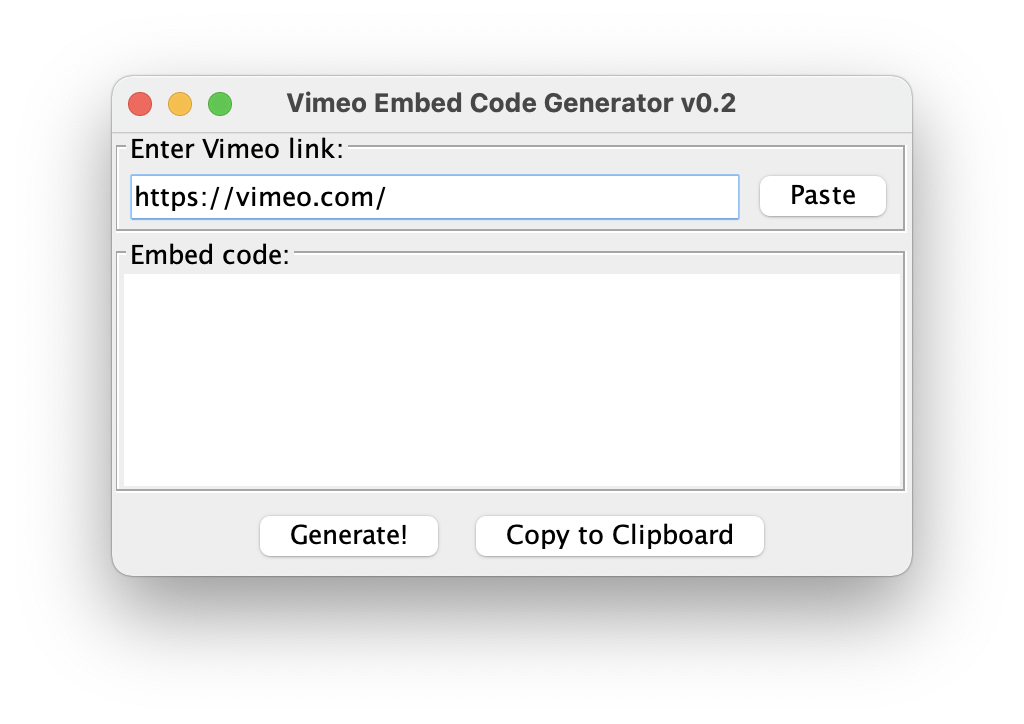 Vimeo Embed Code Generator v0.2
Enter Vimeo link:
https://vimeo.com/ Paste
Embed code:
Generate! Copy to Clipboard